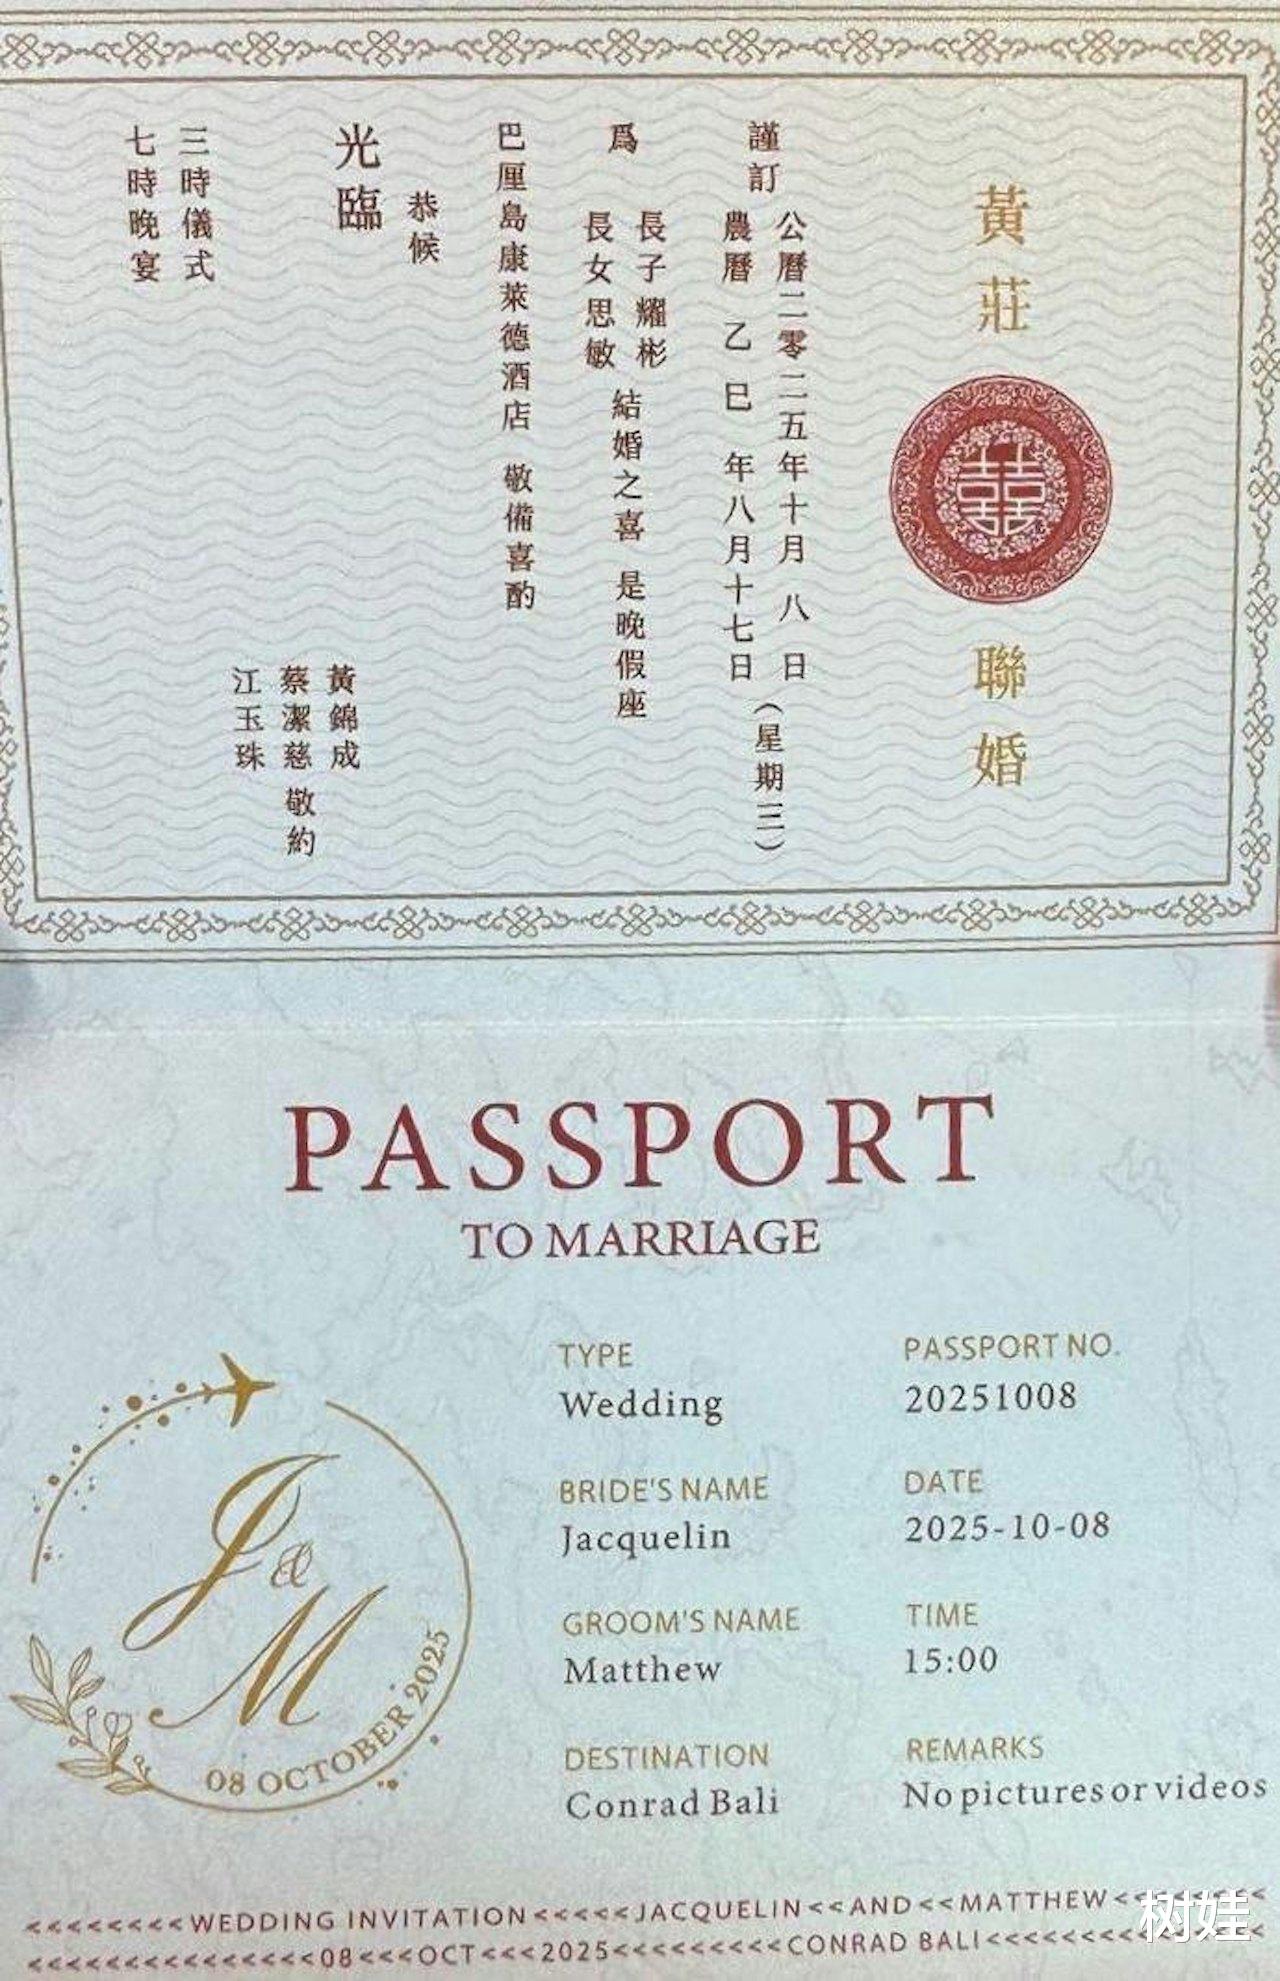 黃莊
囍
聯婚
謹訂
公曆二零二五年十月八日
農曆乙巳年八月十七日
（星期三）
爲
長子耀彬
長女思敏
結婚之喜 是晚假座
巴厘島康萊德酒店 敬備喜酌
恭候
光臨
黃錦成
蔡潔慈
江玉珠
敬約
三時儀式
七時晚宴
PASSPORT
TO MARRIAGE
J & M
08 OCTOBER 2025
TYPE
Wedding
PASSPORT NO.
20251008
BRIDE'S NAME
Jacquelin
DATE
2025-10-08
GROOM'S NAME
Matthew
TIME
15:00
DESTINATION
Conrad Bali
REMARKS
No pictures or videos
<<<<<<<<WEDDING INVITATION<<<<<JACQUELIN<<AND<<MATTHEW<<<<<<<<
<<<<<<<<<<<<<<<08<<<OCT<<<2025<<<<<<<<<CONRAD BALI<<<<<<<<<<<<<<
树娃